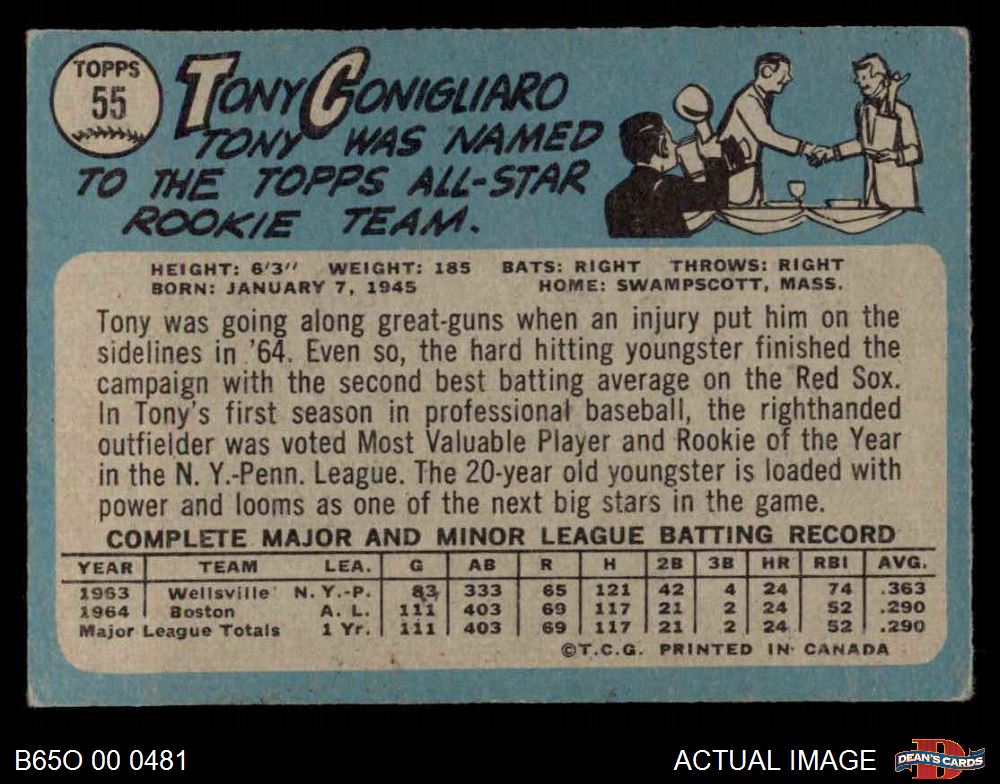 TOPPS
55
TONY CONIGLIARO
TONY WAS NAMED
TO THE TOPPS ALL-STAR
ROOKIE TEAM.
HEIGHT: 6'3" WEIGHT: 185 BATS: RIGHT THROWS: RIGHT
BORN: JANUARY 7, 1945 HOME: SWAMPSCOTT, MASS.
Tony was going along great-guns when an injury put him on the
sidelines in '64. Even so, the hard hitting youngster finished the
campaign with the second best batting average on the Red Sox.
In Tony's first season in professional baseball, the righthanded
outfielder was voted Most Valuable Player and Rookie of the Year
in the N. Y.-Penn. League. The 20-year old youngster is loaded with
power and looms as one of the next big stars in the game.
COMPLETE MAJOR AND MINOR LEAGUE BATTING RECORD
YEAR TEAM LEA. G AB R H 2B 3B HR RBI AVG.
1963 Wellsville N. Y.-P. 83 333 65 121 42 4 24 74 .363
1964 Boston A. L. 111 403 69 117 21 2 24 52 .290
Major League Totals 1 Yr. 111 403 69 117 21 2 24 52 .290
©T.C.G. PRINTED IN CANADA
B65O 00 0481
ACTUAL IMAGE
D
DEAN'S CARDS